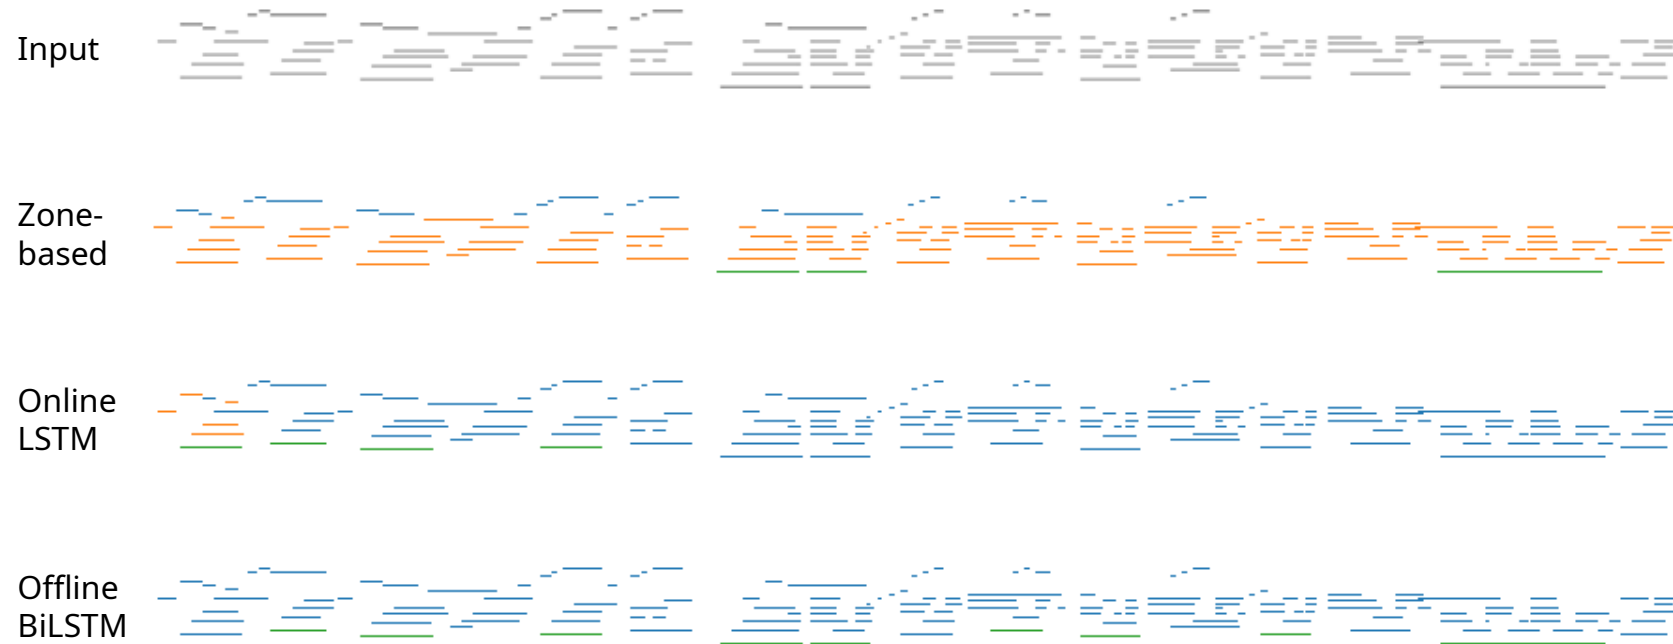 Input
Zone-
based
Online
LSTM
Offline
BiLSTM